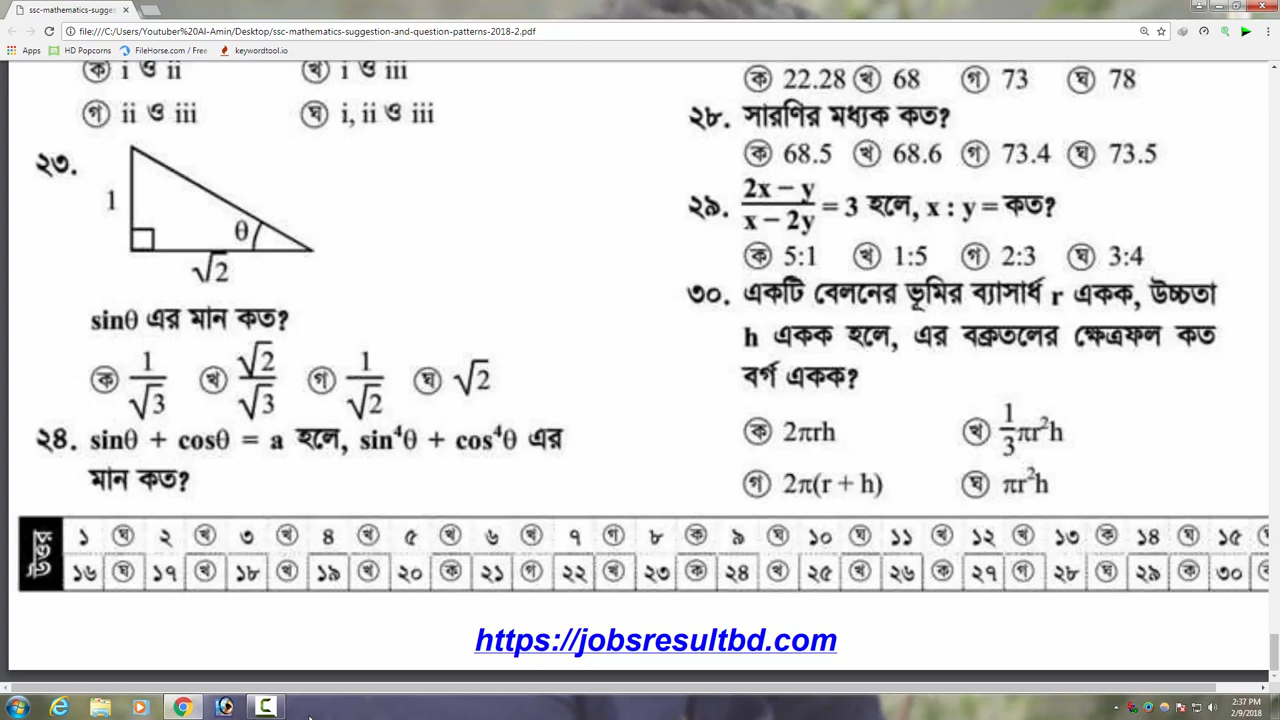 ssc-mathematics-sugges
file:///C:/Users/Youtuber%20Al-Amin/Desktop/ssc-mathematics-suggestion-and-question-patterns-2018-2.pdf
Apps HD Popcorns FileHorse.com / Free keywordtool.io
ক i ও ii খ i ও iii
গ ii ও iii ঘ i, ii ও iii
২৩.
1
θ
√2
sinθ এর মান কত?
ক 1/√3 খ √2/√3 গ 1/√2 ঘ √2
২৪. sinθ + cosθ = a হলে, sin⁴θ + cos⁴θ এর
মান কত?
ক 22.28 খ 68 গ 73 ঘ 78
২৮. সারণির মধ্যক কত?
ক 68.5 খ 68.6 গ 73.4 ঘ 73.5
২৯. (2x − y)/(x − 2y) = 3 হলে, x : y = কত?
ক 5:1 খ 1:5 গ 2:3 ঘ 3:4
৩০. একটি বেলনের ভূমির ব্যাসার্ধ r একক, উচ্চতা
h একক হলে, এর বক্রতলের ক্ষেত্রফল কত
বর্গ একক?
ক 2πrh খ 1/3πr²h
গ 2π(r + h) ঘ πr²h
উত্তর
১ ঘ ২ খ ৩ খ ৪ খ ৫ খ ৬ খ ৭ গ ৮ ক ৯ ঘ ১০ ঘ ১১ খ ১২ খ ১৩ ক ১৪ ঘ ১৫
১৬ ঘ ১৭ খ ১৮ খ ১৯ খ ২০ ক ২১ গ ২২ খ ২৩ ক ২৪ খ ২৫ খ ২৬ ক ২৭ গ ২৮ ঘ ২৯ ক ৩০
https://jobsresultbd.com
2:37 PM
2/9/2018